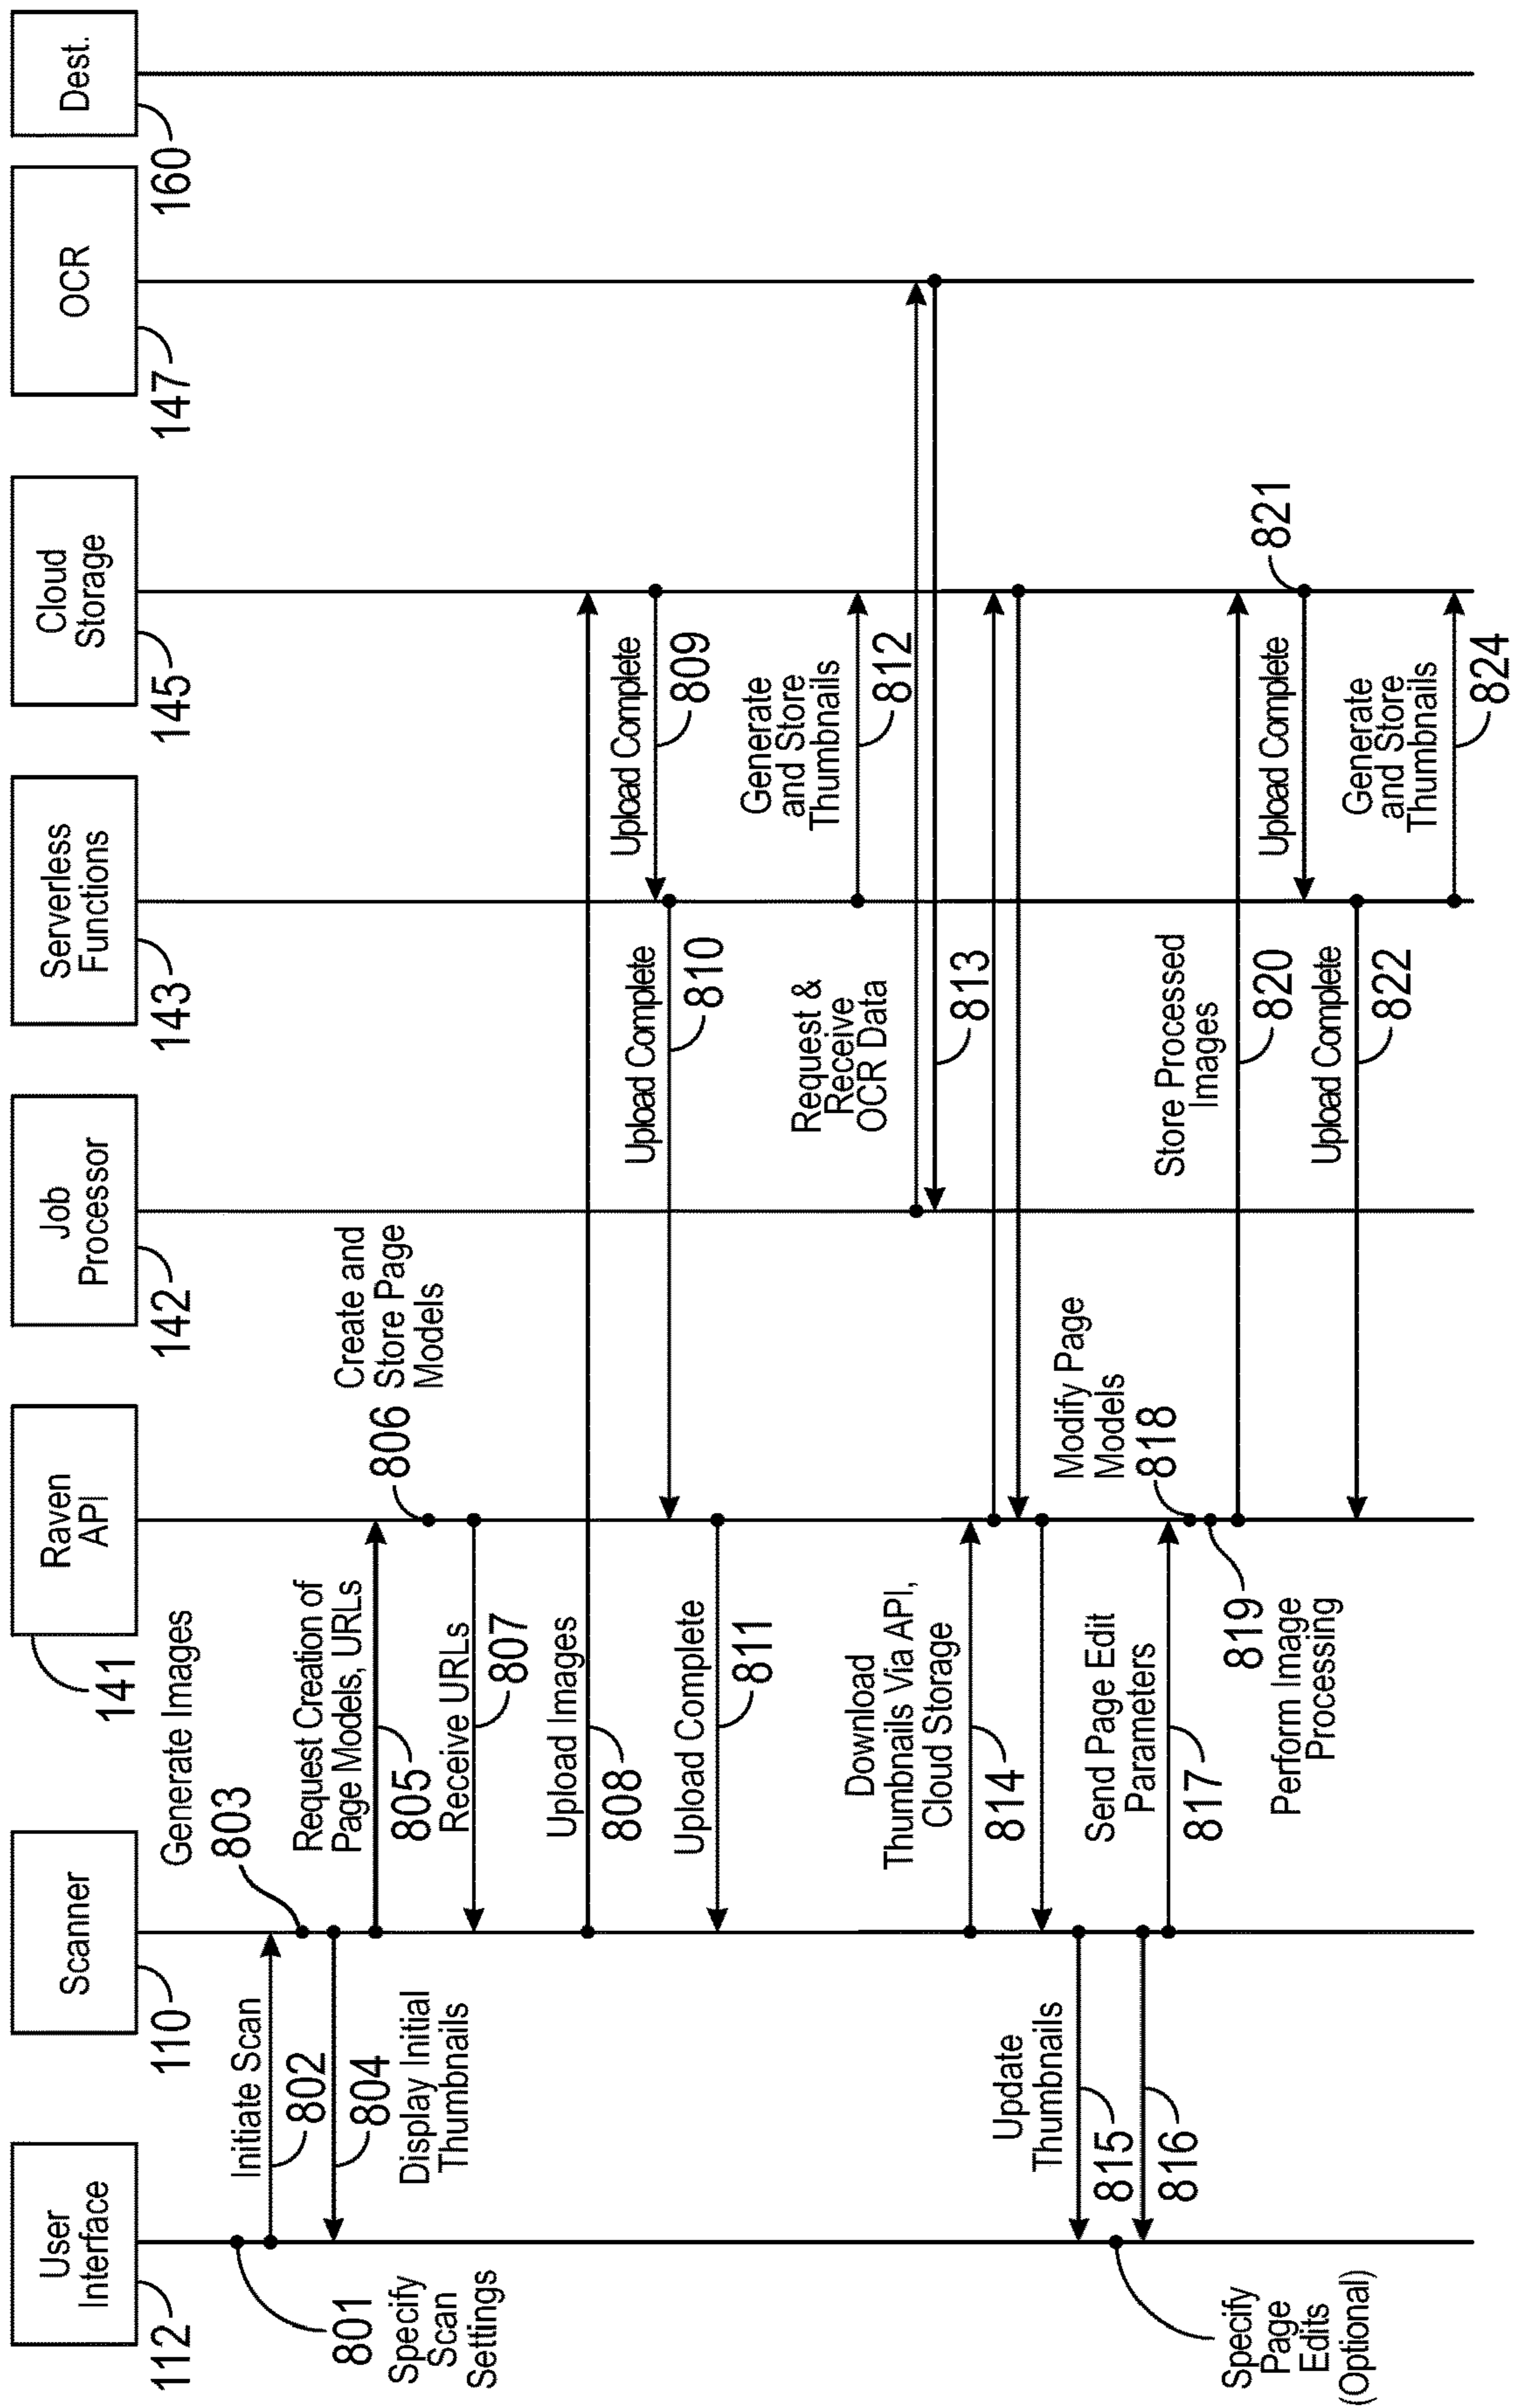 User
Interface
112
Scanner
110
Raven
API
141
Job
Processor
142
Serverless
Functions
143
Cloud
Storage
145
OCR
147
Dest.
160
801
Specify
Scan
Settings
Initiate Scan
802
Generate Images
803
804
Display Initial
Thumbnails
Request Creation of
Page Models, URLs
805
806
Create and
Store Page
Models
Receive URLs
807
Upload Images
808
Upload Complete
809
Upload Complete
810
Upload Complete
811
Generate
and Store
Thumbnails
812
Request &
Receive
OCR Data
813
Download
Thumbnails Via API,
Cloud Storage
814
Update
Thumbnails
815
816
Specify
Page
Edits
(Optional)
Send Page Edit
Parameters
817
Modify Page
Models
818
819
Perform Image
Processing
Store Processed
Images
820
821
Upload Complete
Upload Complete
822
Generate
and Store
Thumbnails
824